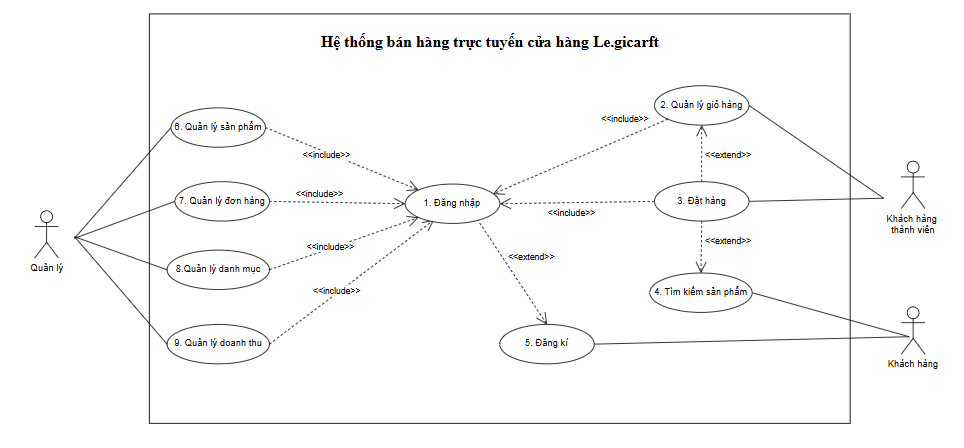 Hệ thống bán hàng trực tuyến cửa hàng Le.gicarft
2. Quản lý giỏ hàng
6. Quản lý sản phẩm
<<include>>
<<include>>
<<extend>>
7. Quản lý đơn hàng
<<include>>
1. Đăng nhập
<<include>>
3. Đặt hàng
Khách hàng
thành viên
Quản lý
8.Quản lý danh mục
<<include>>
<<extend>>
<<extend>>
<<include>>
4. Tìm kiếm sản phẩm
9. Quản lý doanh thu
5. Đăng kí
Khách hàng